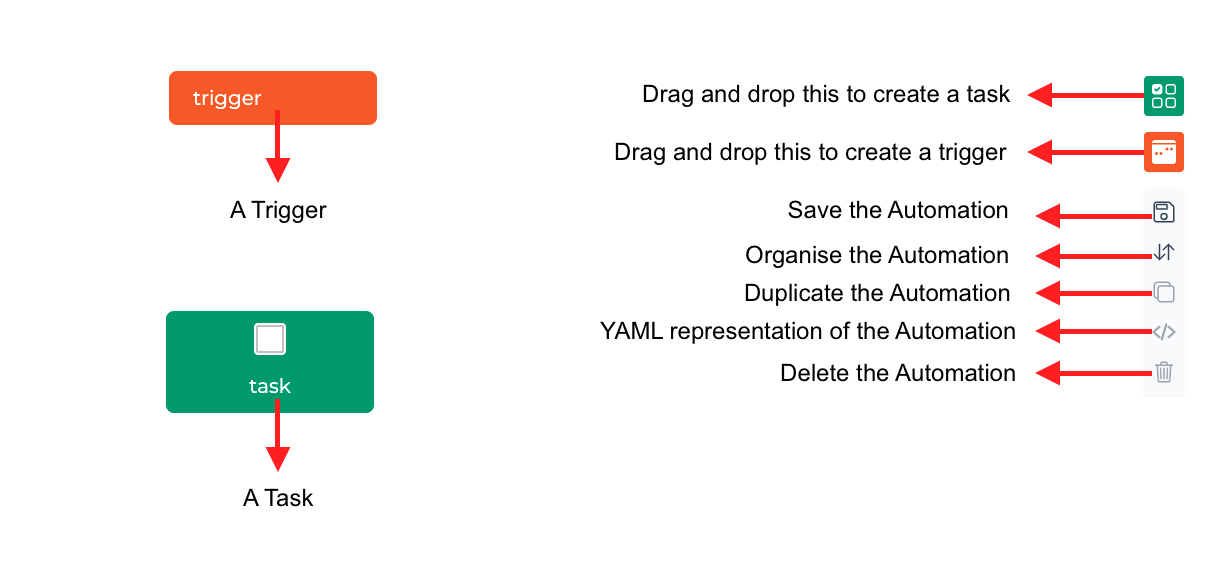 trigger
A Trigger
task
A Task
Drag and drop this to create a task
Drag and drop this to create a trigger
Save the Automation
Organise the Automation
Duplicate the Automation
YAML representation of the Automation
Delete the Automation